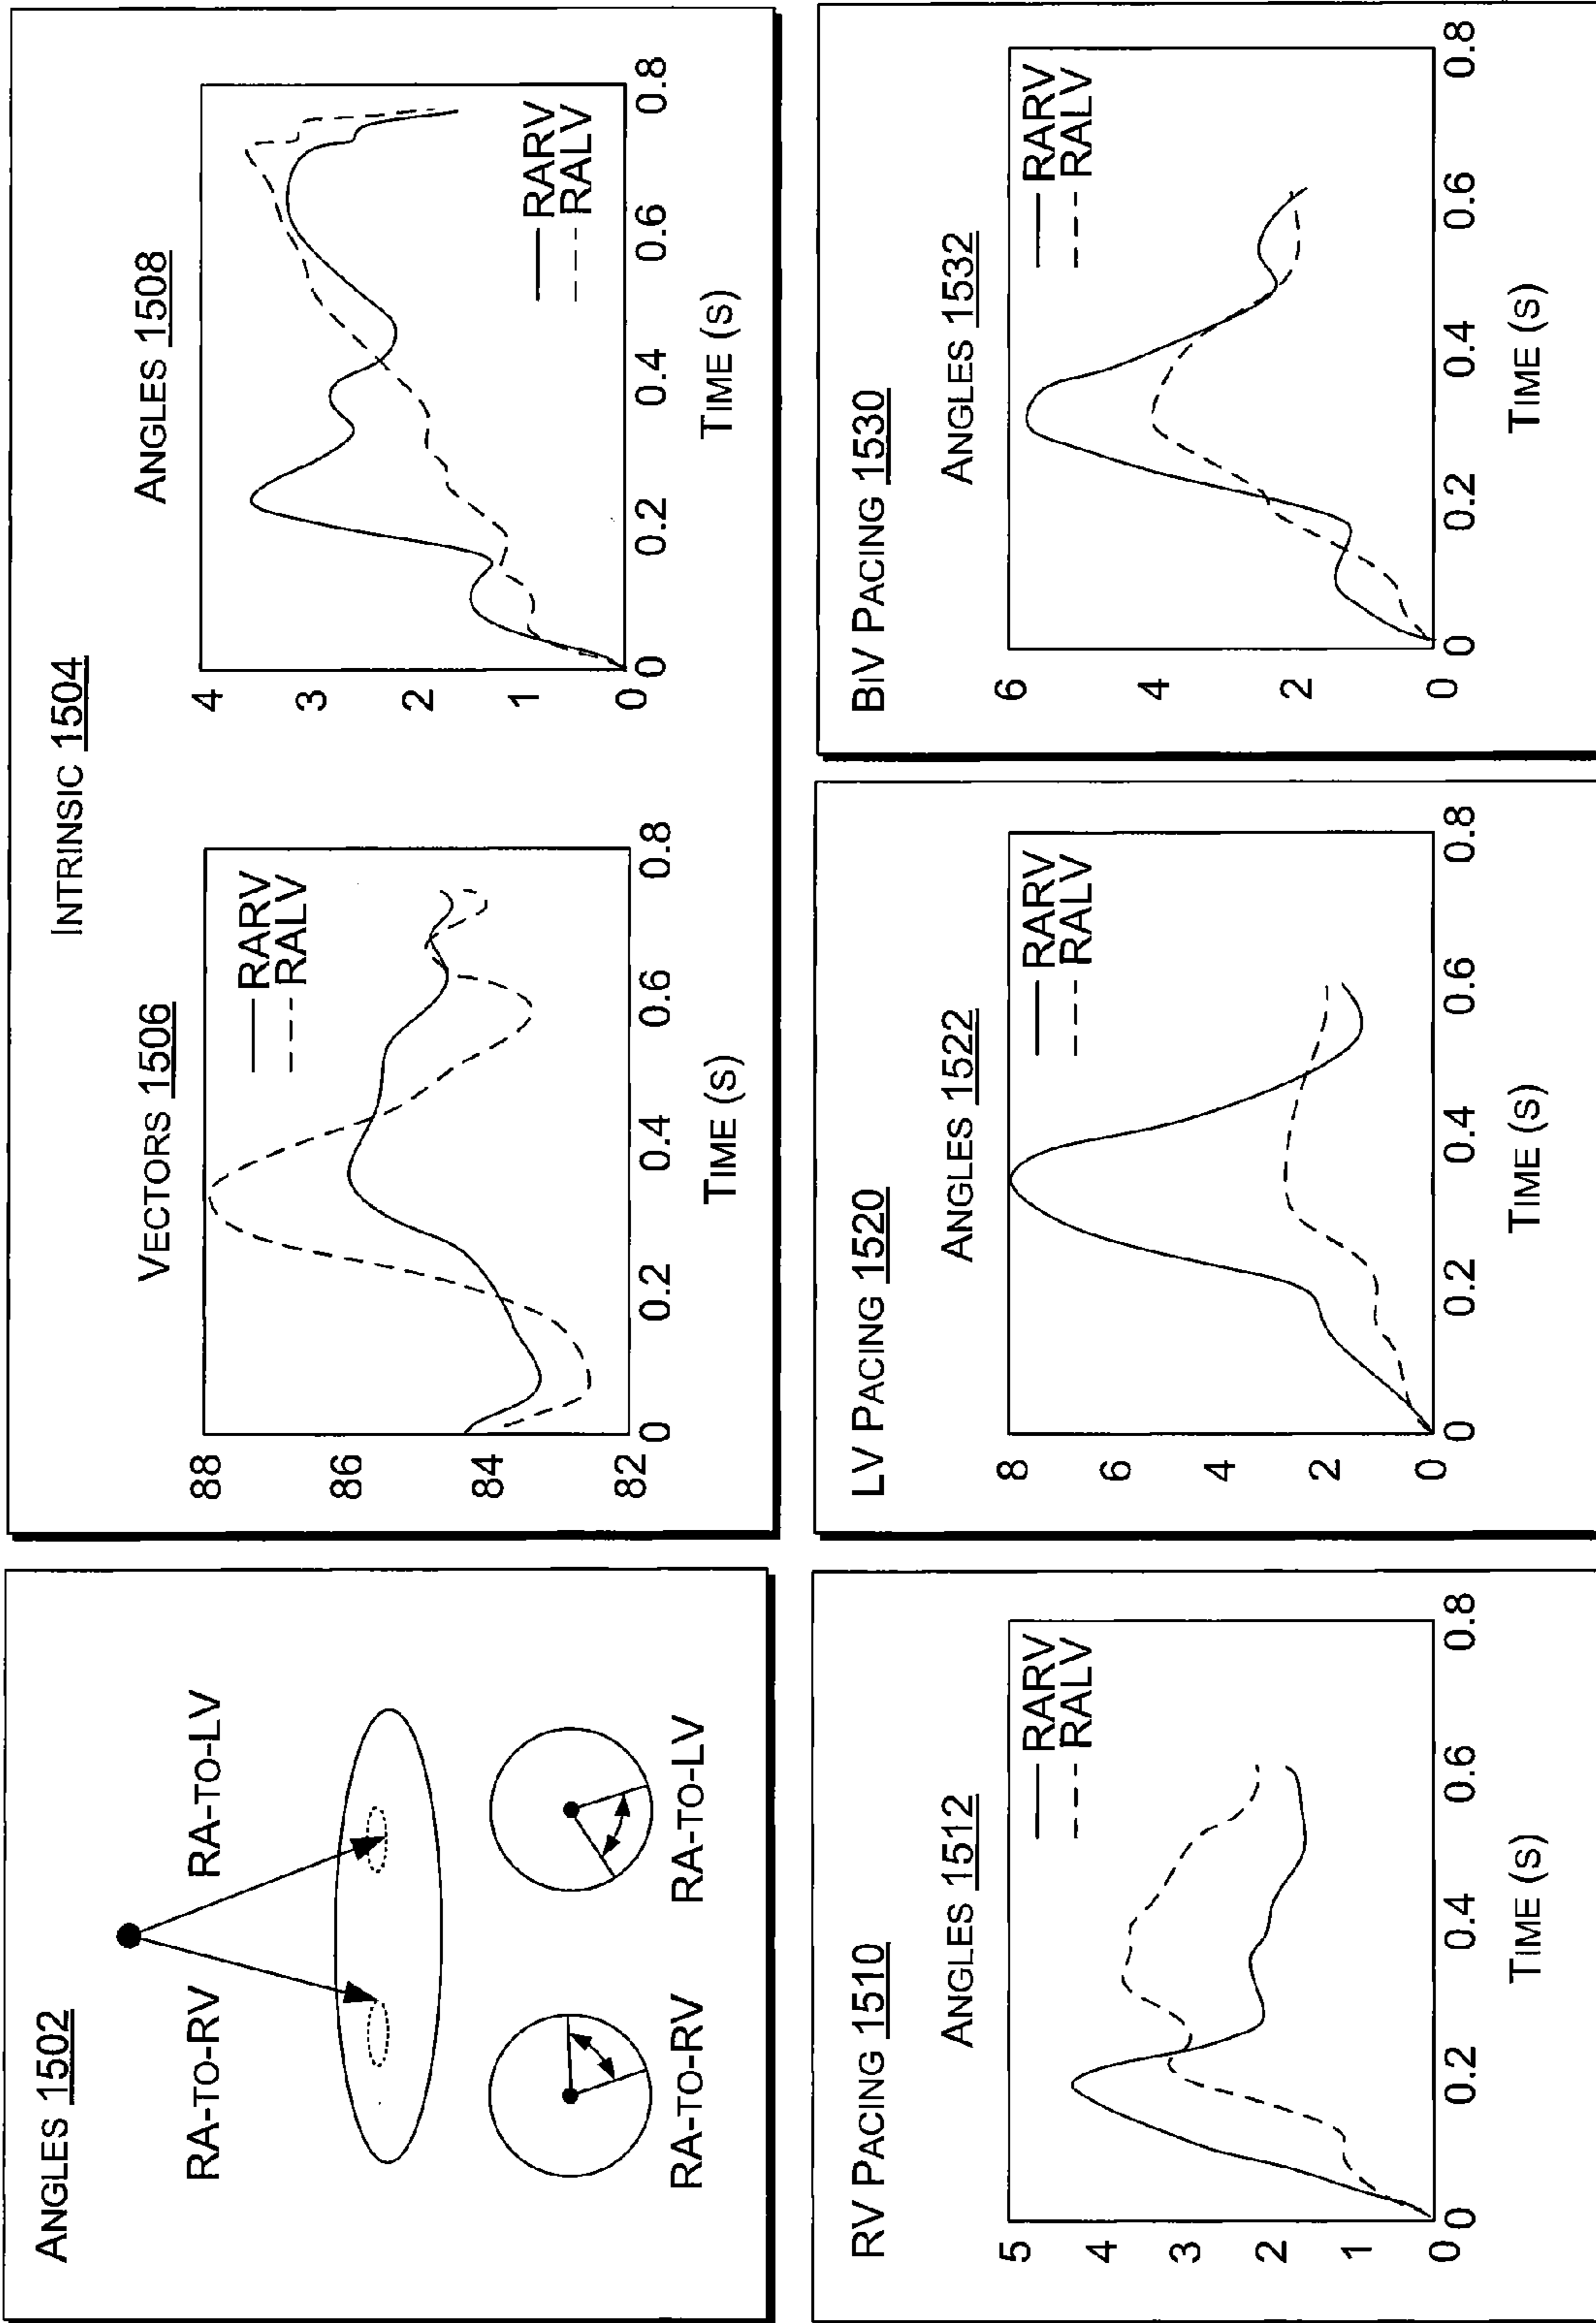 ANGLES 1502
RA-TO-RV
RA-TO-LV
RA-TO-RV
RA-TO-LV
INTRINSIC 1504
VECTORS 1506
88
86
84
82
RARV
RALV
0
0.2
0.4
0.6
0.8
TIME (S)
ANGLES 1508
4
3
2
1
0
RARV
RALV
0
0.2
0.4
0.6
0.8
TIME (S)
RV PACING 1510
ANGLES 1512
5
4
3
2
1
0
RARV
RALV
0
0.2
0.4
0.6
0.8
TIME (S)
LV PACING 1520
ANGLES 1522
8
6
4
2
0
RARV
RALV
0
0.2
0.4
0.6
0.8
TIME (S)
BIV PACING 1530
ANGLES 1532
6
4
2
0
RARV
RALV
0
0.2
0.4
0.6
0.8
TIME (S)